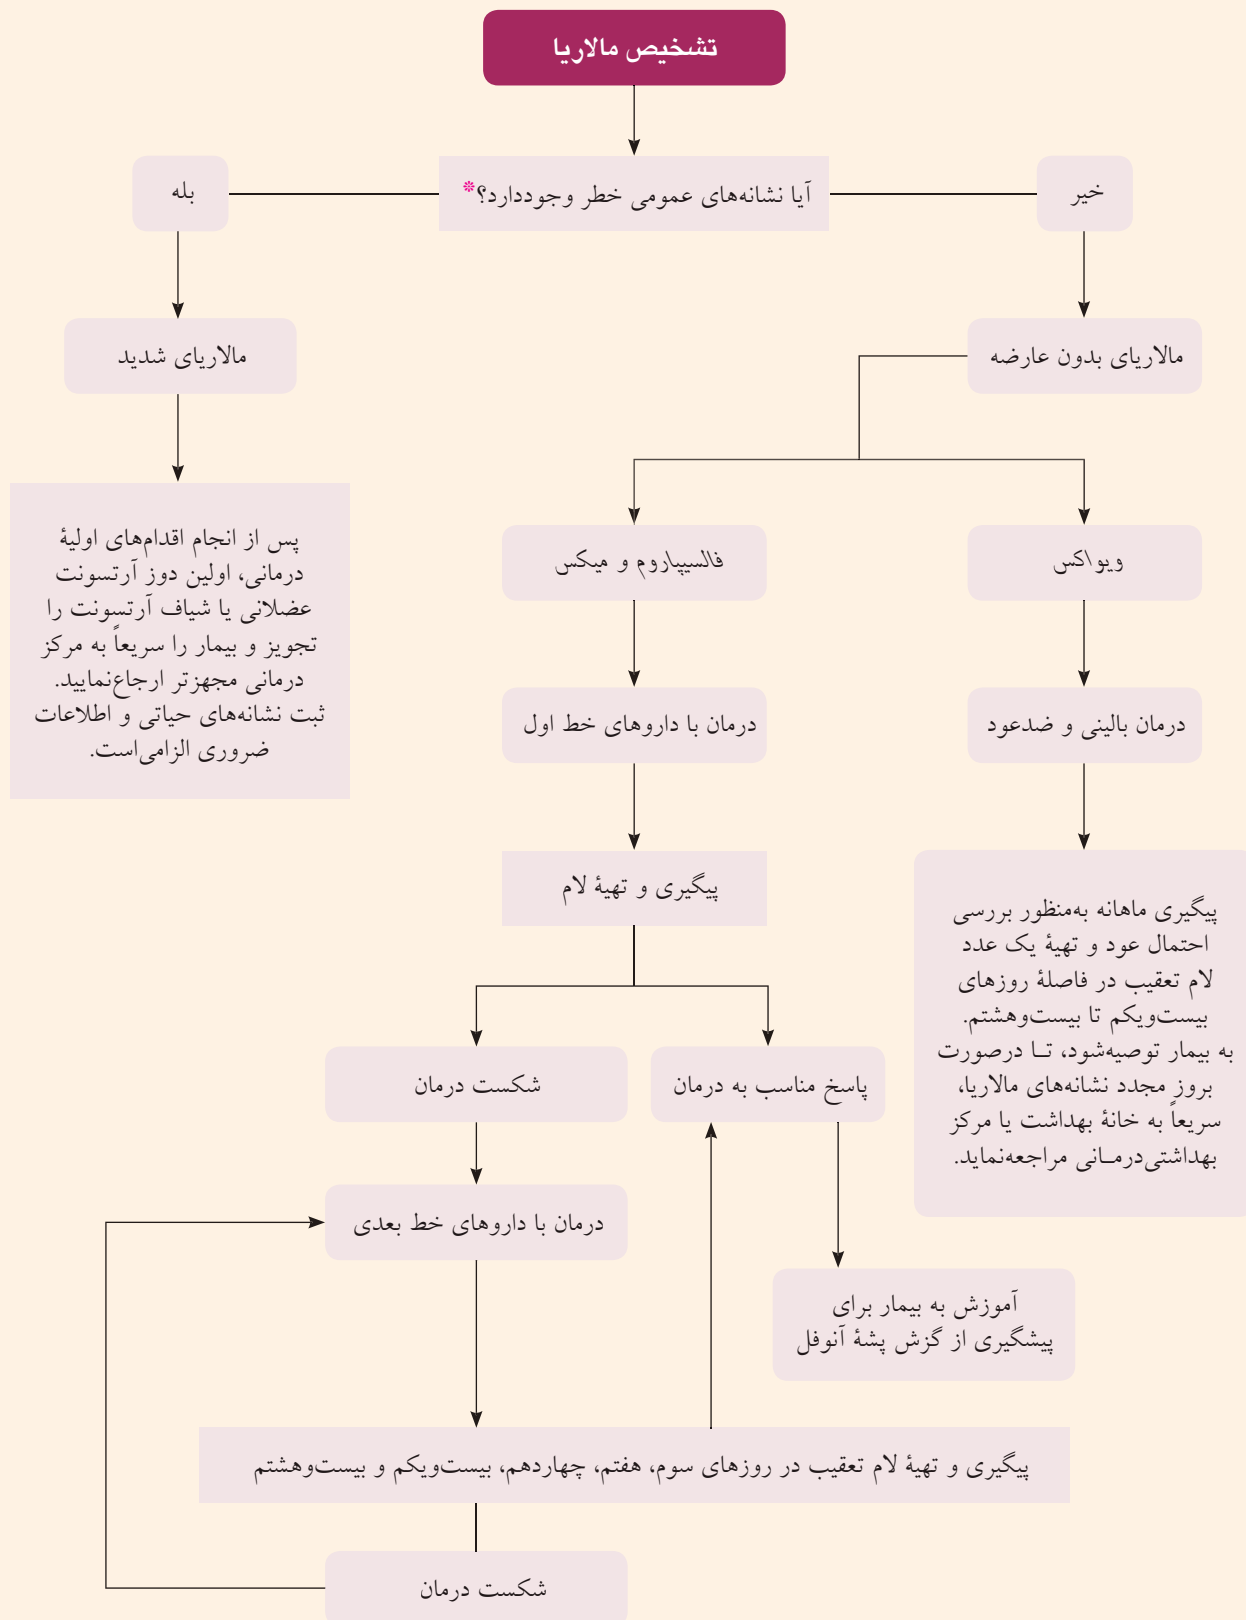 تشخیص مالاریا
آیا نشانه‌های عمومی خطر وجوددارد؟*
خیر
بله
مالاریای بدون عارضه
مالاریای شدید
ویواکس
فالسیپاروم و میکس
پس از انجام اقدام‌های اولیهٔ
درمانی، اولین دوز آرتسونت
عضلانی یا شیاف آرتسونت را
تجویز و بیمار را سریعاً به مرکز
درمانی مجهزتر ارجاع‌نمایید.
ثبت نشانه‌های حیاتی و اطلاعات
ضروری الزامی‌است.
درمان بالینی و ضدعود
درمان با داروهای خط اول
پیگیری و تهیهٔ لام
پیگیری ماهانه به‌منظور بررسی
احتمال عود و تهیهٔ یک عدد
لام تعقیب در فاصلهٔ روزهای
بیست‌ویکم تا بیست‌وهشتم.
به بیمار توصیه‌شود، تـا درصورت
بروز مجدد نشانه‌های مالاریا،
سریعاً به خانهٔ بهداشت یا مرکز
بهداشتی‌درمـانی مراجعه‌نماید.
پاسخ مناسب به درمان
شکست درمان
درمان با داروهای خط بعدی
آموزش به بیمار برای
پیشگیری از گزش پشهٔ آنوفل
پیگیری و تهیهٔ لام تعقیب در روزهای سوم، هفتم، چهاردهم، بیست‌ویکم و بیست‌وهشتم
شکست درمان